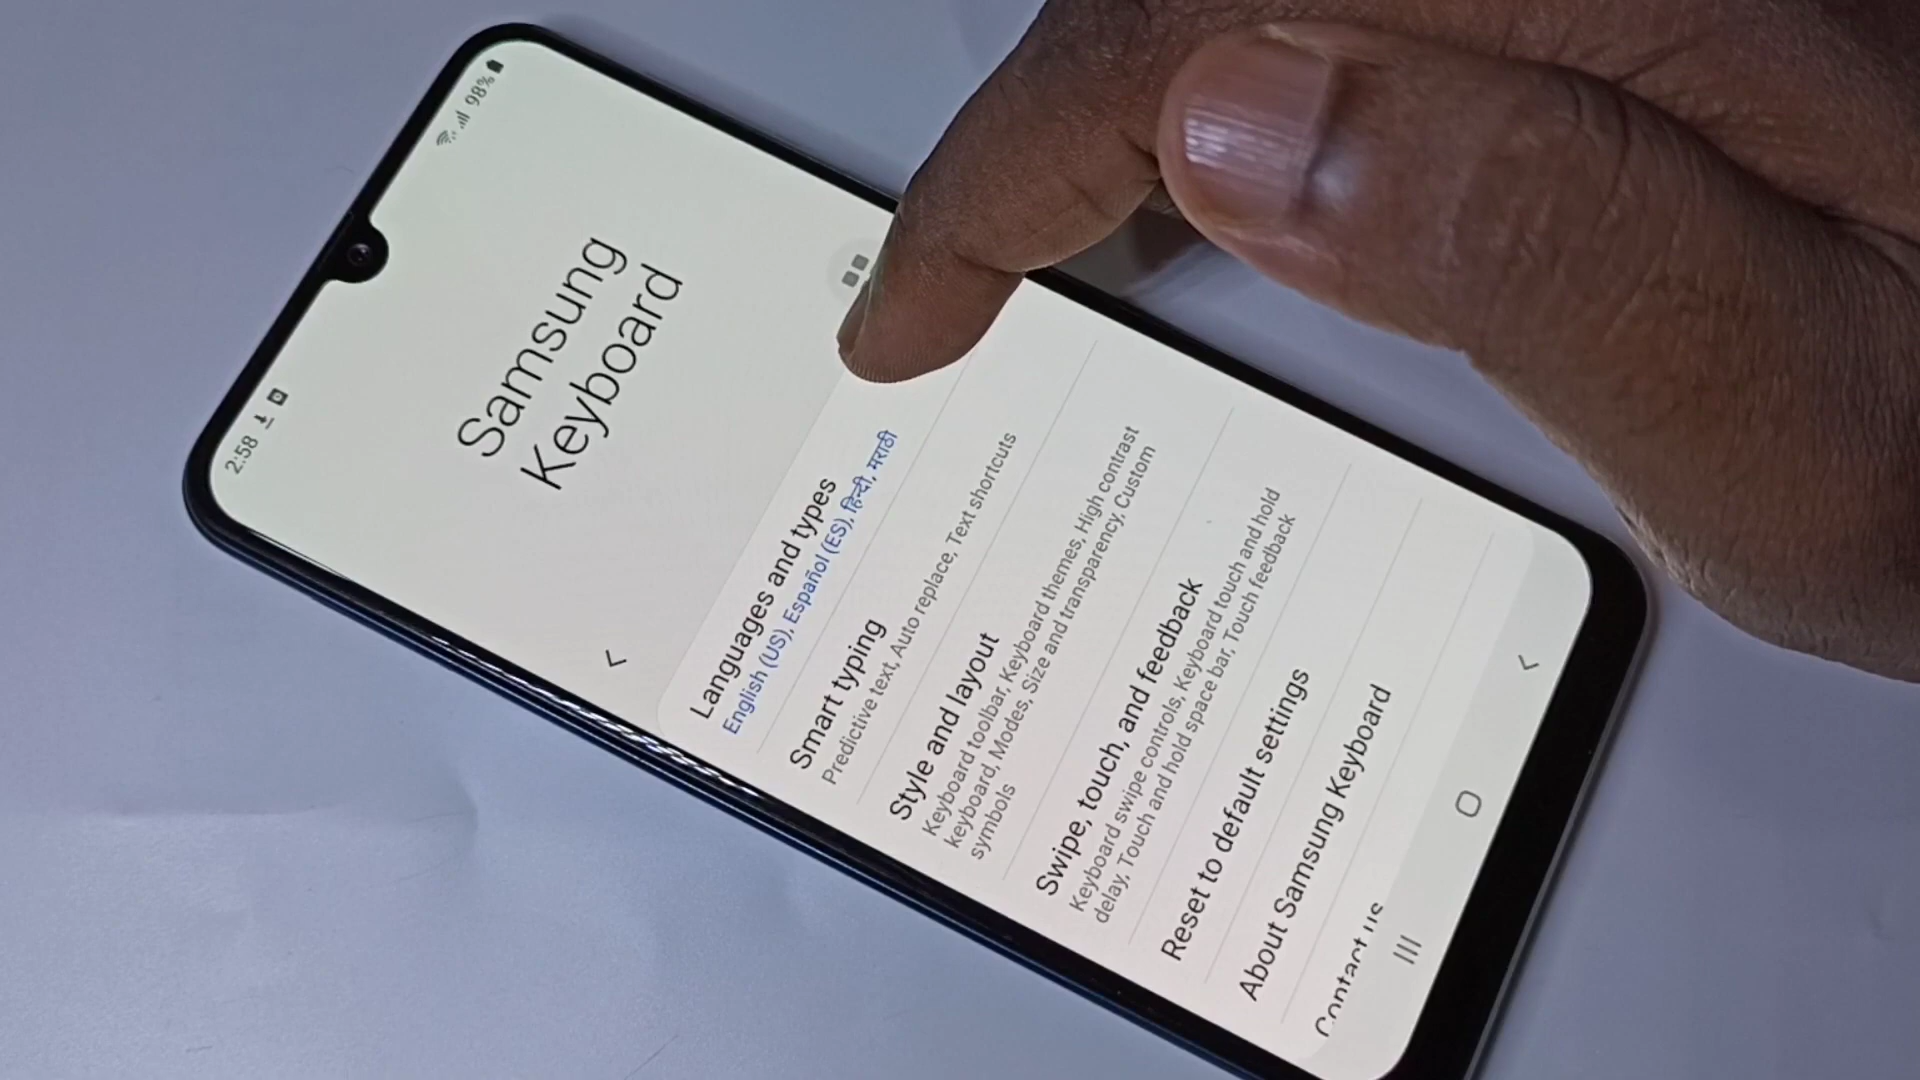 2:58
98%
Samsung
Keyboard
Languages and types
English (US), Español (ES), हिन्दी, मराठी
Smart typing
Predictive text, Auto replace, Text shortcuts
Style and layout
Keyboard toolbar, Keyboard themes, High contrast
keyboard, Modes, Size and transparency, Custom
symbols
Swipe, touch, and feedback
Keyboard swipe controls, Keyboard touch and hold
delay, Touch and hold space bar, Touch feedback
Reset to default settings
About Samsung Keyboard
Contact us